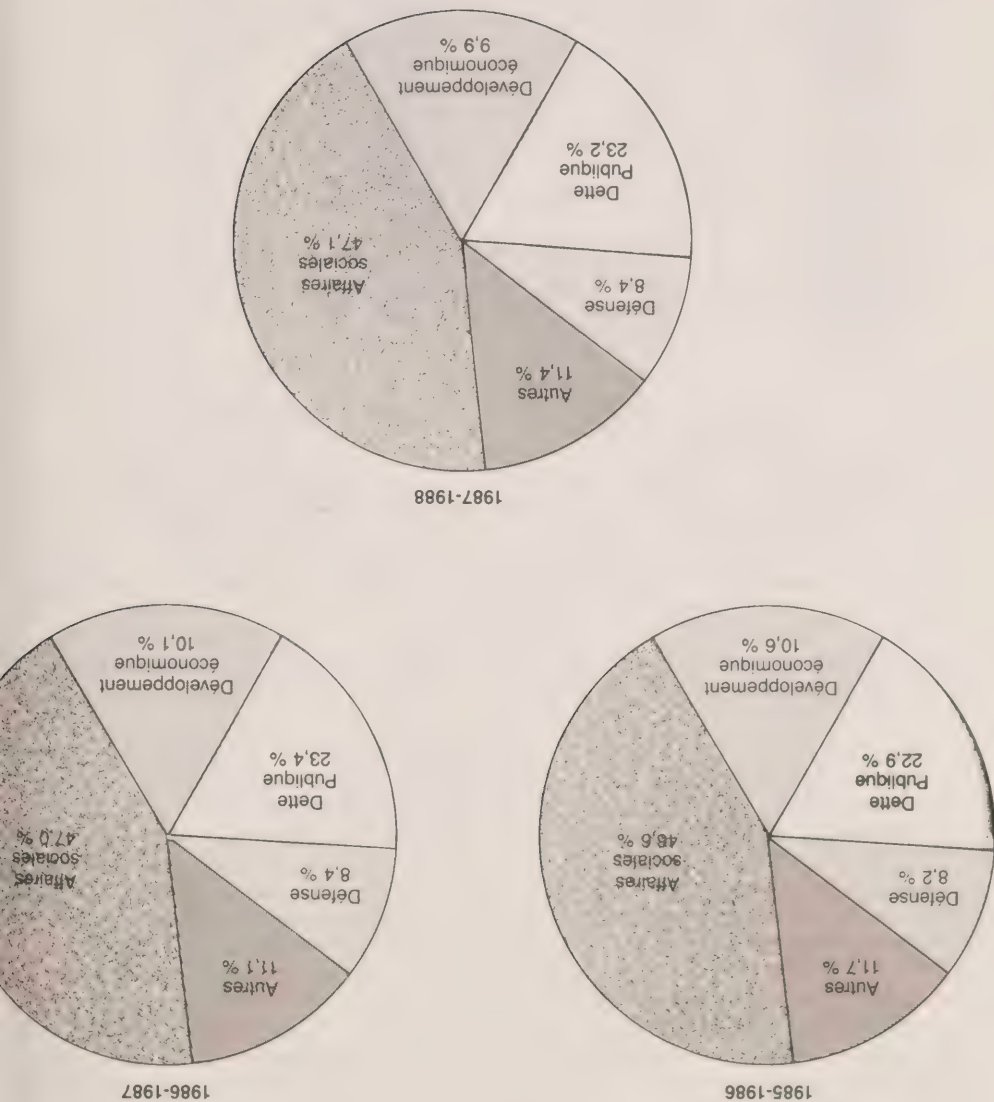 1985-1986
Autres
11,7 %
Défense
8,2 %
Dette
Publique
22,9 %
Développement
économique
10,6 %
Affaires
sociales
46,6 %
1986-1987
Autres
11,1 %
Défense
8,4 %
Dette
Publique
23,4 %
Développement
économique
10,1 %
Affaires
sociales
47,0 %
1987-1988
Autres
11,4 %
Défense
8,4 %
Dette
Publique
23,2 %
Développement
économique
9,9 %
Affaires
sociales
47,1 %